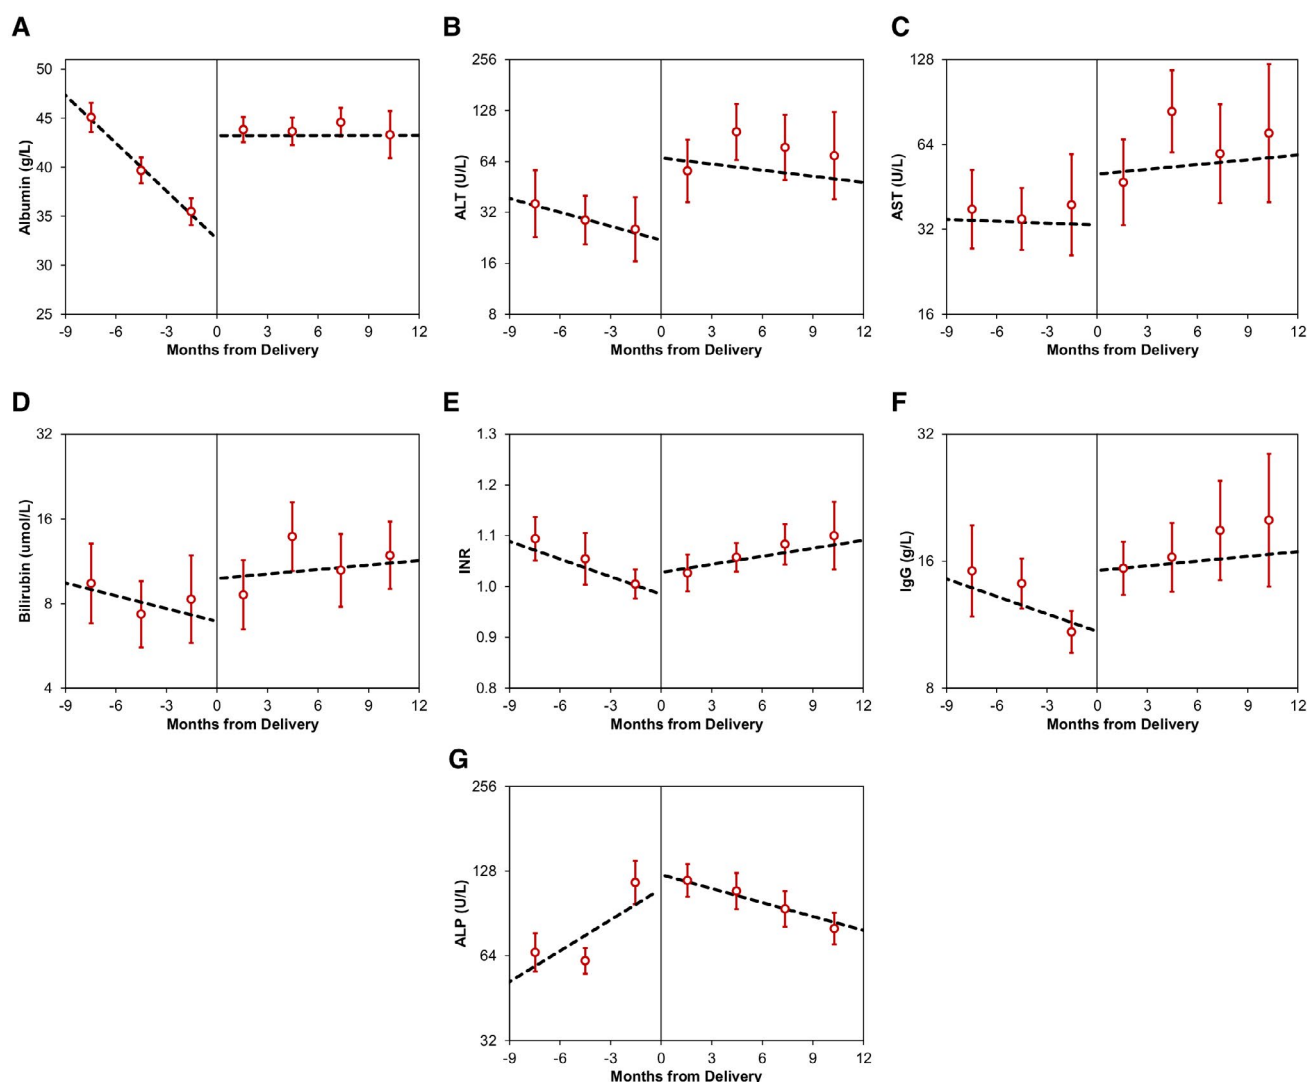 A
B
C
Albumin (g/L)
50
45
40
35
30
25
-9 -6 -3 0 3 6 9 12
Months from Delivery
ALT (U/L)
256
128
64
32
16
8
-9 -6 -3 0 3 6 9 12
Months from Delivery
AST (U/L)
128
64
32
16
-9 -6 -3 0 3 6 9 12
Months from Delivery
D
E
F
Bilirubin (umol/L)
32
16
8
4
-9 -6 -3 0 3 6 9 12
Months from Delivery
INR
1.3
1.2
1.1
1.0
0.9
0.8
-9 -6 -3 0 3 6 9 12
Months from Delivery
IgG (g/L)
32
16
8
-9 -6 -3 0 3 6 9 12
Months from Delivery
G
ALP (U/L)
256
128
64
32
-9 -6 -3 0 3 6 9 12
Months from Delivery